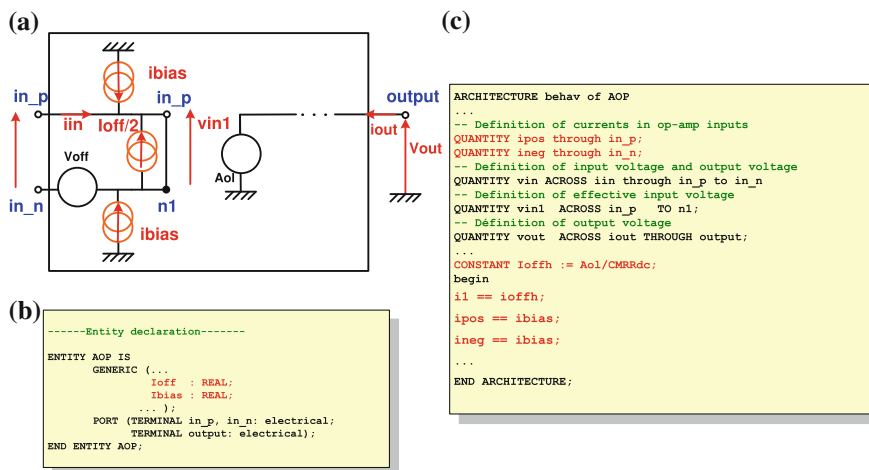 (a)
ibias
in_p
in_p
iin
Ioff/2
vin1
output
iout
Vout
Voff
Aol
in_n
n1
ibias
(b)
------Entity declaration-------
ENTITY AOP IS
GENERIC (...
Ioff : REAL;
Ibias : REAL;
... );
PORT (TERMINAL in_p, in_n: electrical;
TERMINAL output: electrical);
END ENTITY AOP;
(c)
ARCHITECTURE behav of AOP
...
-- Definition of currents in op-amp inputs
QUANTITY ipos through in_p;
QUANTITY ineg through in_n;
-- Definition of input voltage and output voltage
QUANTITY vin ACROSS iin through in_p to in_n
-- Definition of effective input voltage
QUANTITY vin1 ACROSS in_p TO n1;
-- Définition of output voltage
QUANTITY vout ACROSS iout THROUGH output;
...
CONSTANT Ioffh := Aol/CMRRdc;
begin
i1 == ioffh;
ipos == ibias;
ineg == ibias;
...
END ARCHITECTURE;